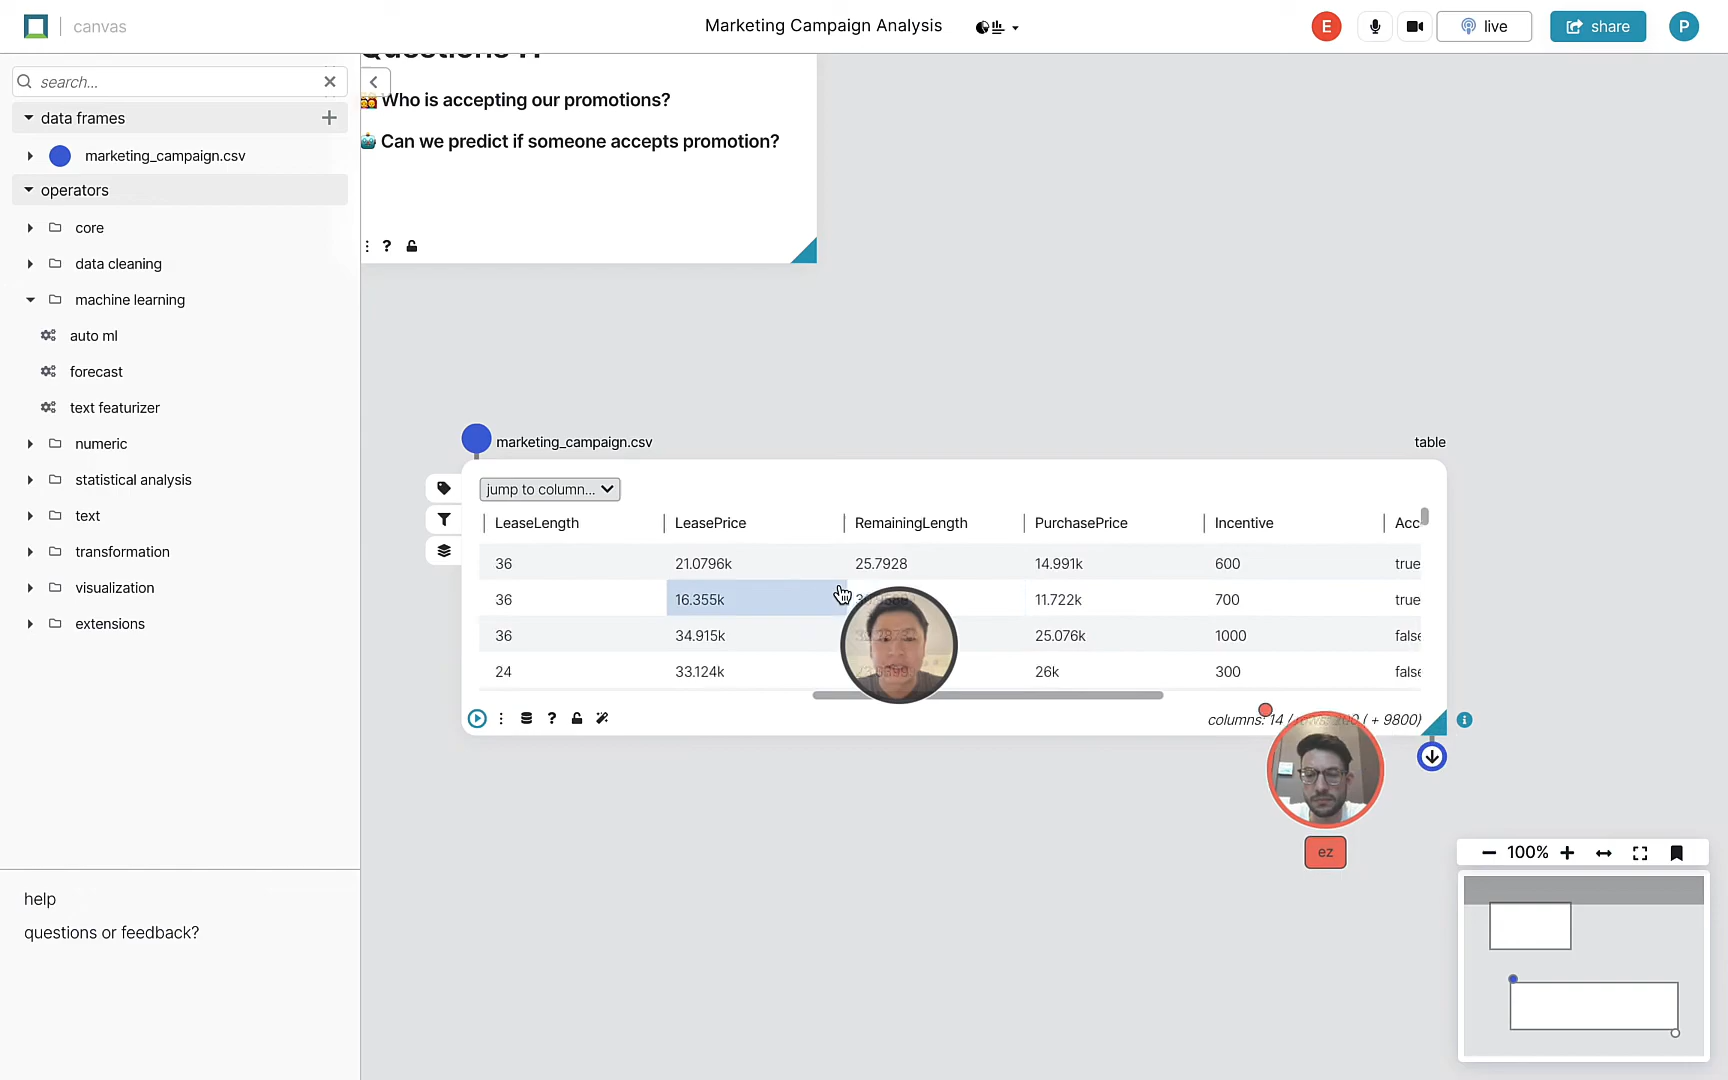 canvas
Marketing Campaign Analysis
E
live
share
P
search...
data frames
marketing_campaign.csv
operators
core
data cleaning
machine learning
auto ml
forecast
text featurizer
numeric
statistical analysis
text
transformation
visualization
extensions
help
questions or feedback?
Who is accepting our promotions?
Can we predict if someone accepts promotion?
?
marketing_campaign.csv
table
jump to column...
LeaseLength LeasePrice RemainingLength PurchasePrice Incentive Acc
36 21.0796k 25.7928 14.991k 600 true
36 16.355k 11.722k 700 true
36 34.915k 25.076k 1000 false
24 33.124k 26k 300 false
?
columns: 14 / rows: ( + 9800)
ez
100%